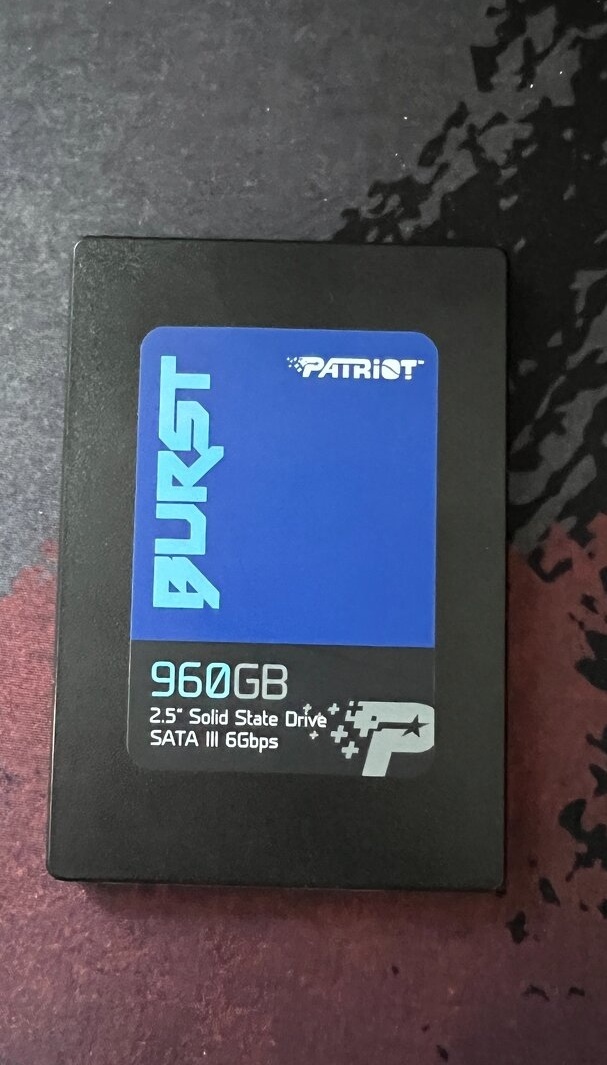 PATRIOT
BURST
960GB
2.5" Solid State Drive
SATA III 6Gbps